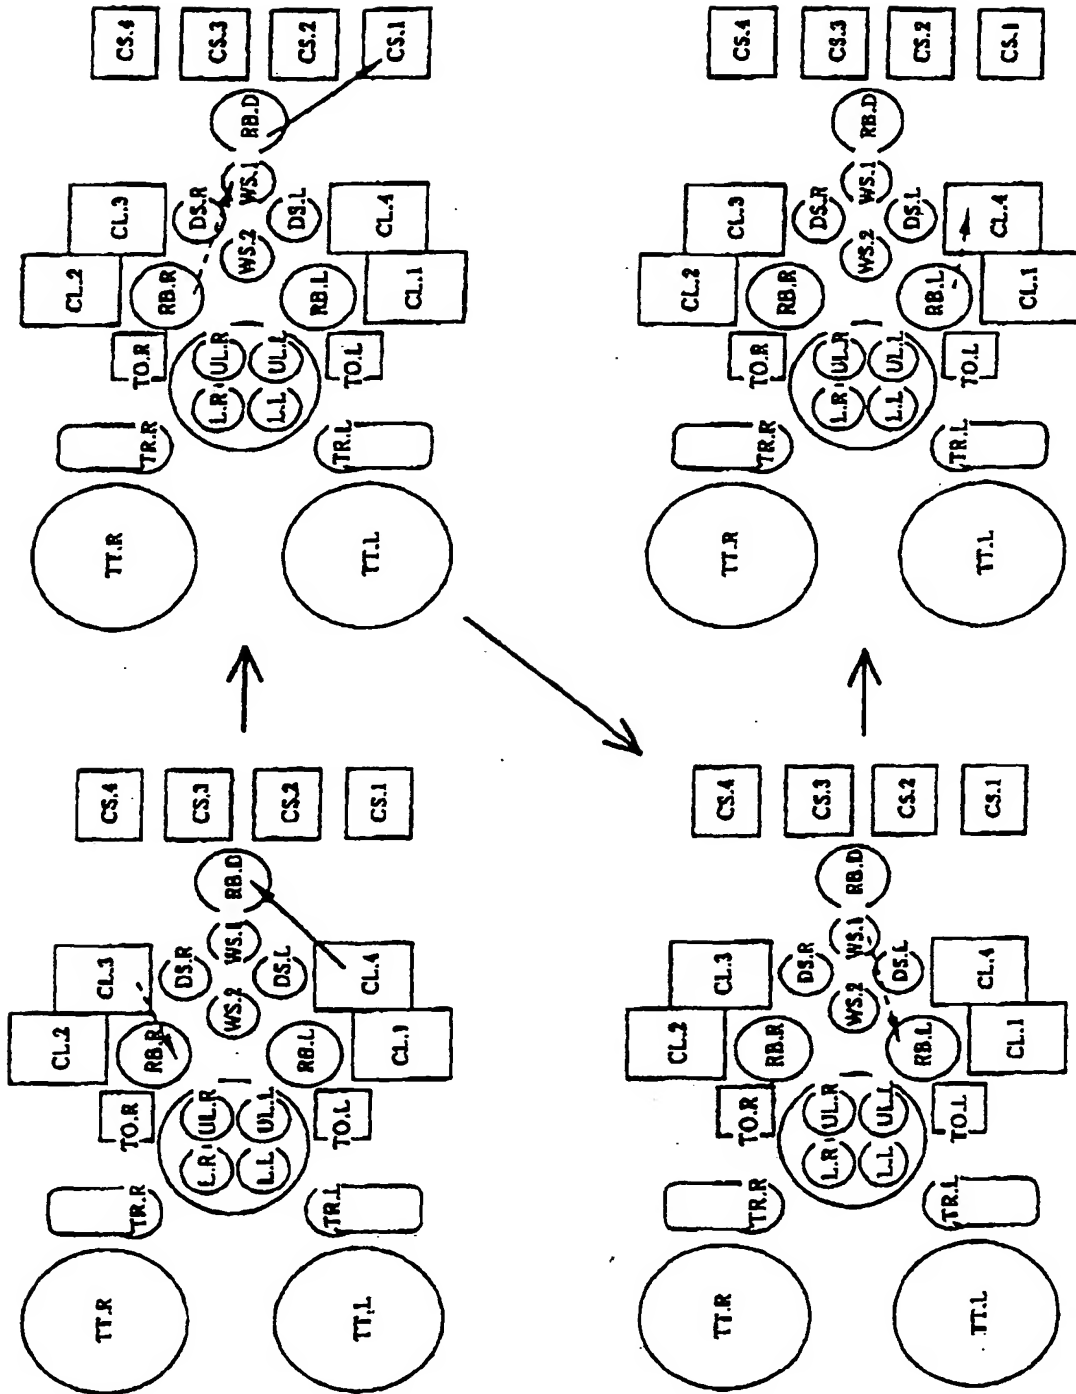 TT.L
TT.R
TR.L
TR.R
L.L
L.R
TO.L
UL.L
UL.R
TO.R
CL.1
RB.L
RB.R
CL.2
WS.2
CL.4
DS.L
DS.R
CL.3
WS.1
RB.D
CS.1
CS.2
CS.3
CS.4
TT.L
TT.R
TR.L
TR.R
L.L
L.R
TO.L
UL.L
UL.R
TO.R
CL.1
RB.L
RB.R
CL.2
WS.2
CL.4
DS.L
DS.R
CL.3
WS.1
RB.D
CS.1
CS.2
CS.3
CS.4
TT.L
TT.R
TR.L
TR.R
L.L
L.R
TO.L
UL.L
UL.R
TO.R
CL.1
RB.L
RB.R
CL.2
WS.2
CL.4
DS.L
DS.R
CL.3
WS.1
RB.D
CS.1
CS.2
CS.3
CS.4
TT.L
TT.R
TR.L
TR.R
L.L
L.R
TO.L
UL.L
UL.R
TO.R
CL.1
RB.L
RB.R
CL.2
WS.2
CL.4
DS.L
DS.R
CL.3
WS.1
RB.D
CS.1
CS.2
CS.3
CS.4